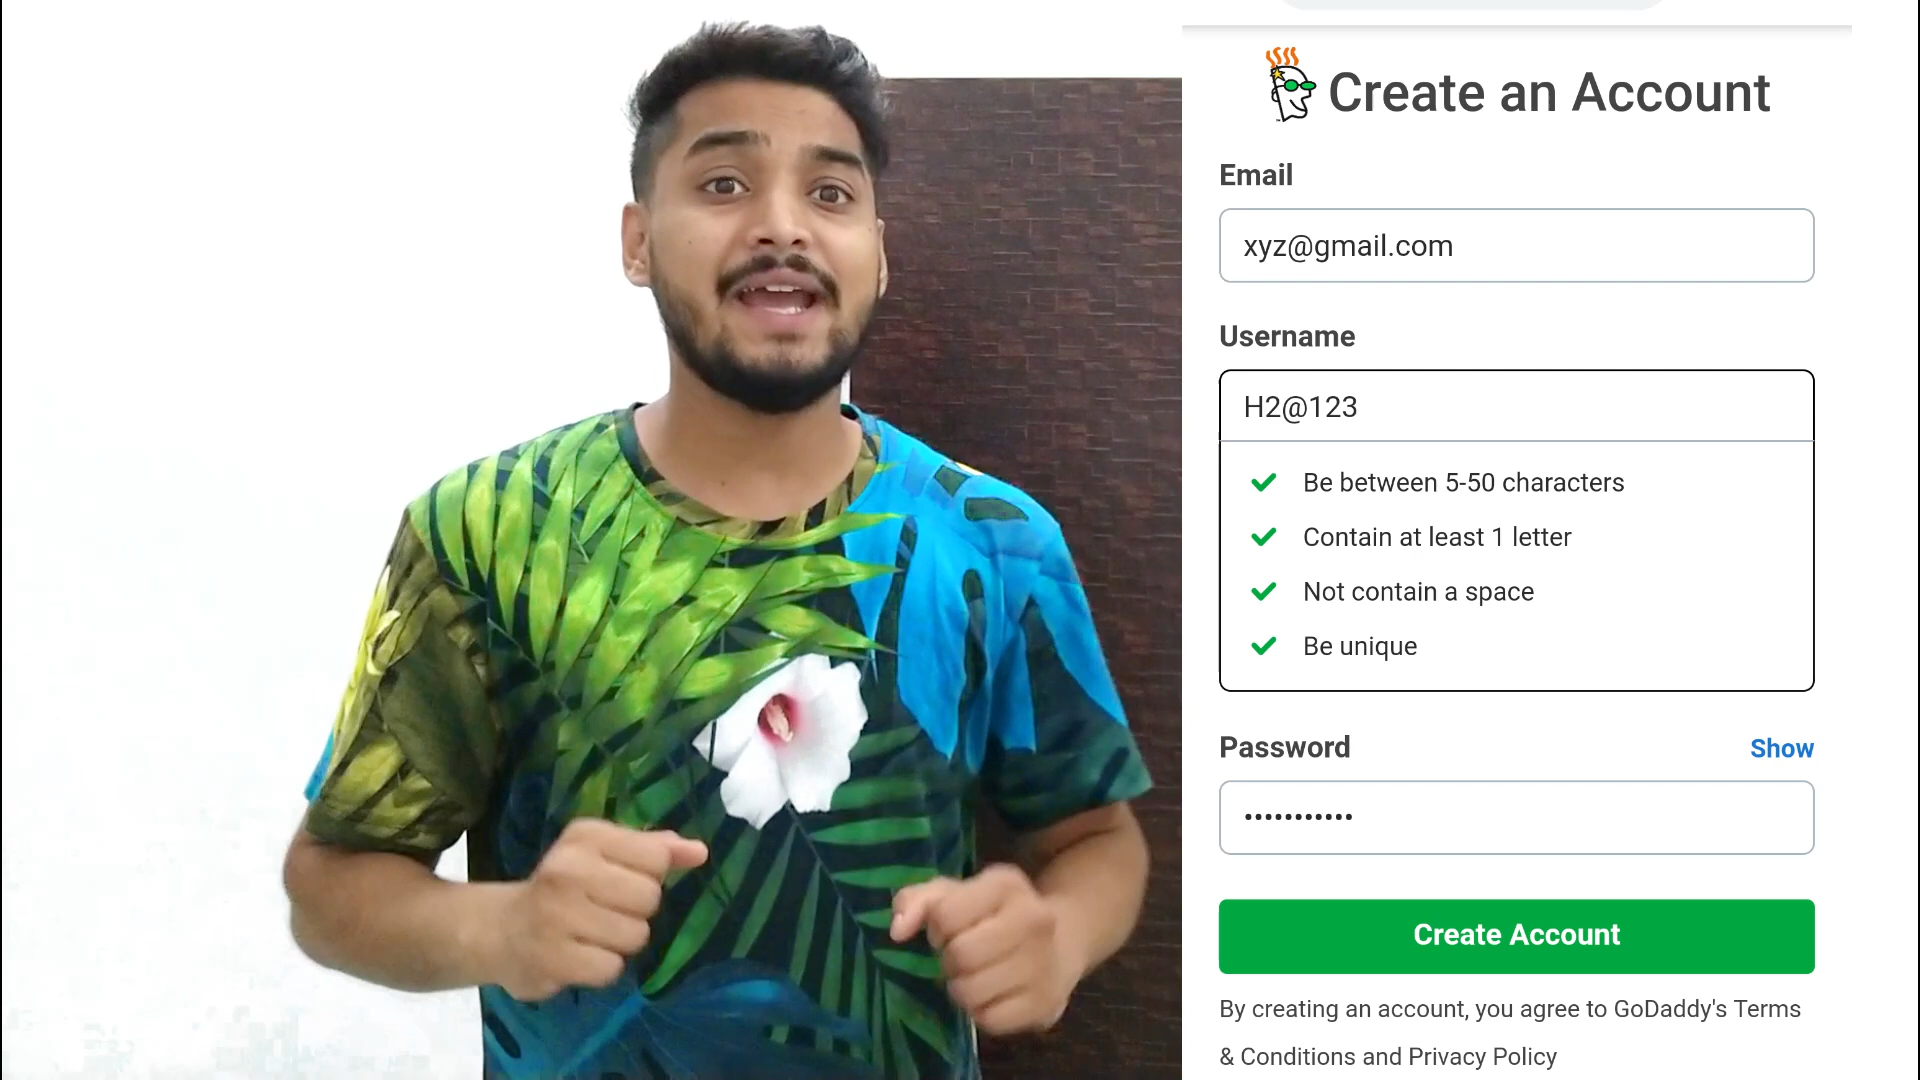 Create an Account
Email
xyz@gmail.com
Username
H2@123
Be between 5-50 characters
Contain at least 1 letter
Not contain a space
Be unique
Password
Show
•••••••••••
Create Account
By creating an account, you agree to GoDaddy's Terms
& Conditions and Privacy Policy